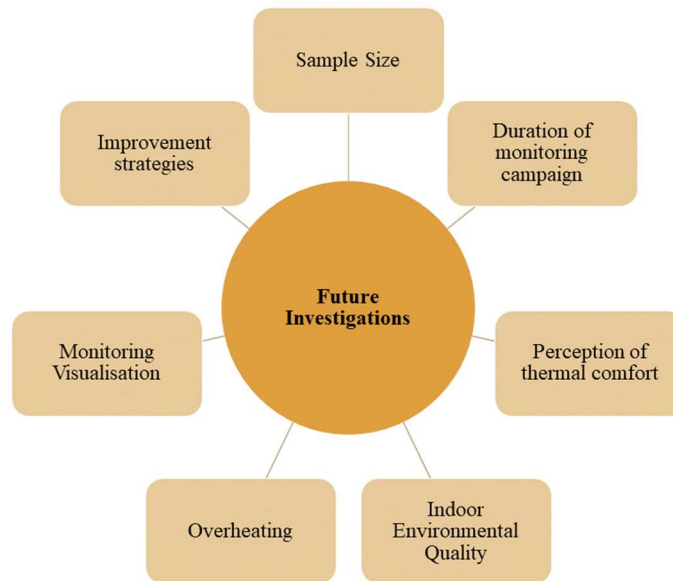 Sample Size
Duration of
monitoring
campaign
Perception of
thermal comfort
Indoor
Environmental
Quality
Overheating
Monitoring
Visualisation
Improvement
strategies
Future
Investigations